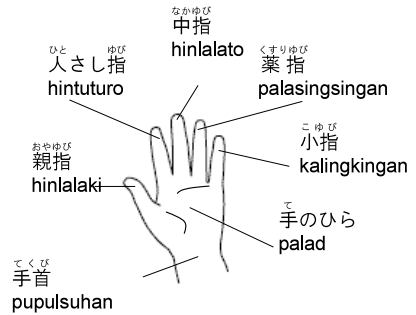 なかゆび
中指
hinlalato
ひと ゆび
人さし指
hintuturo
くすりゆび
薬指
palasingsingan
おやゆび
親指
hinlalaki
こゆび
小指
kalingkingan
て
手のひら
palad
てくび
手首
pupulsuhan